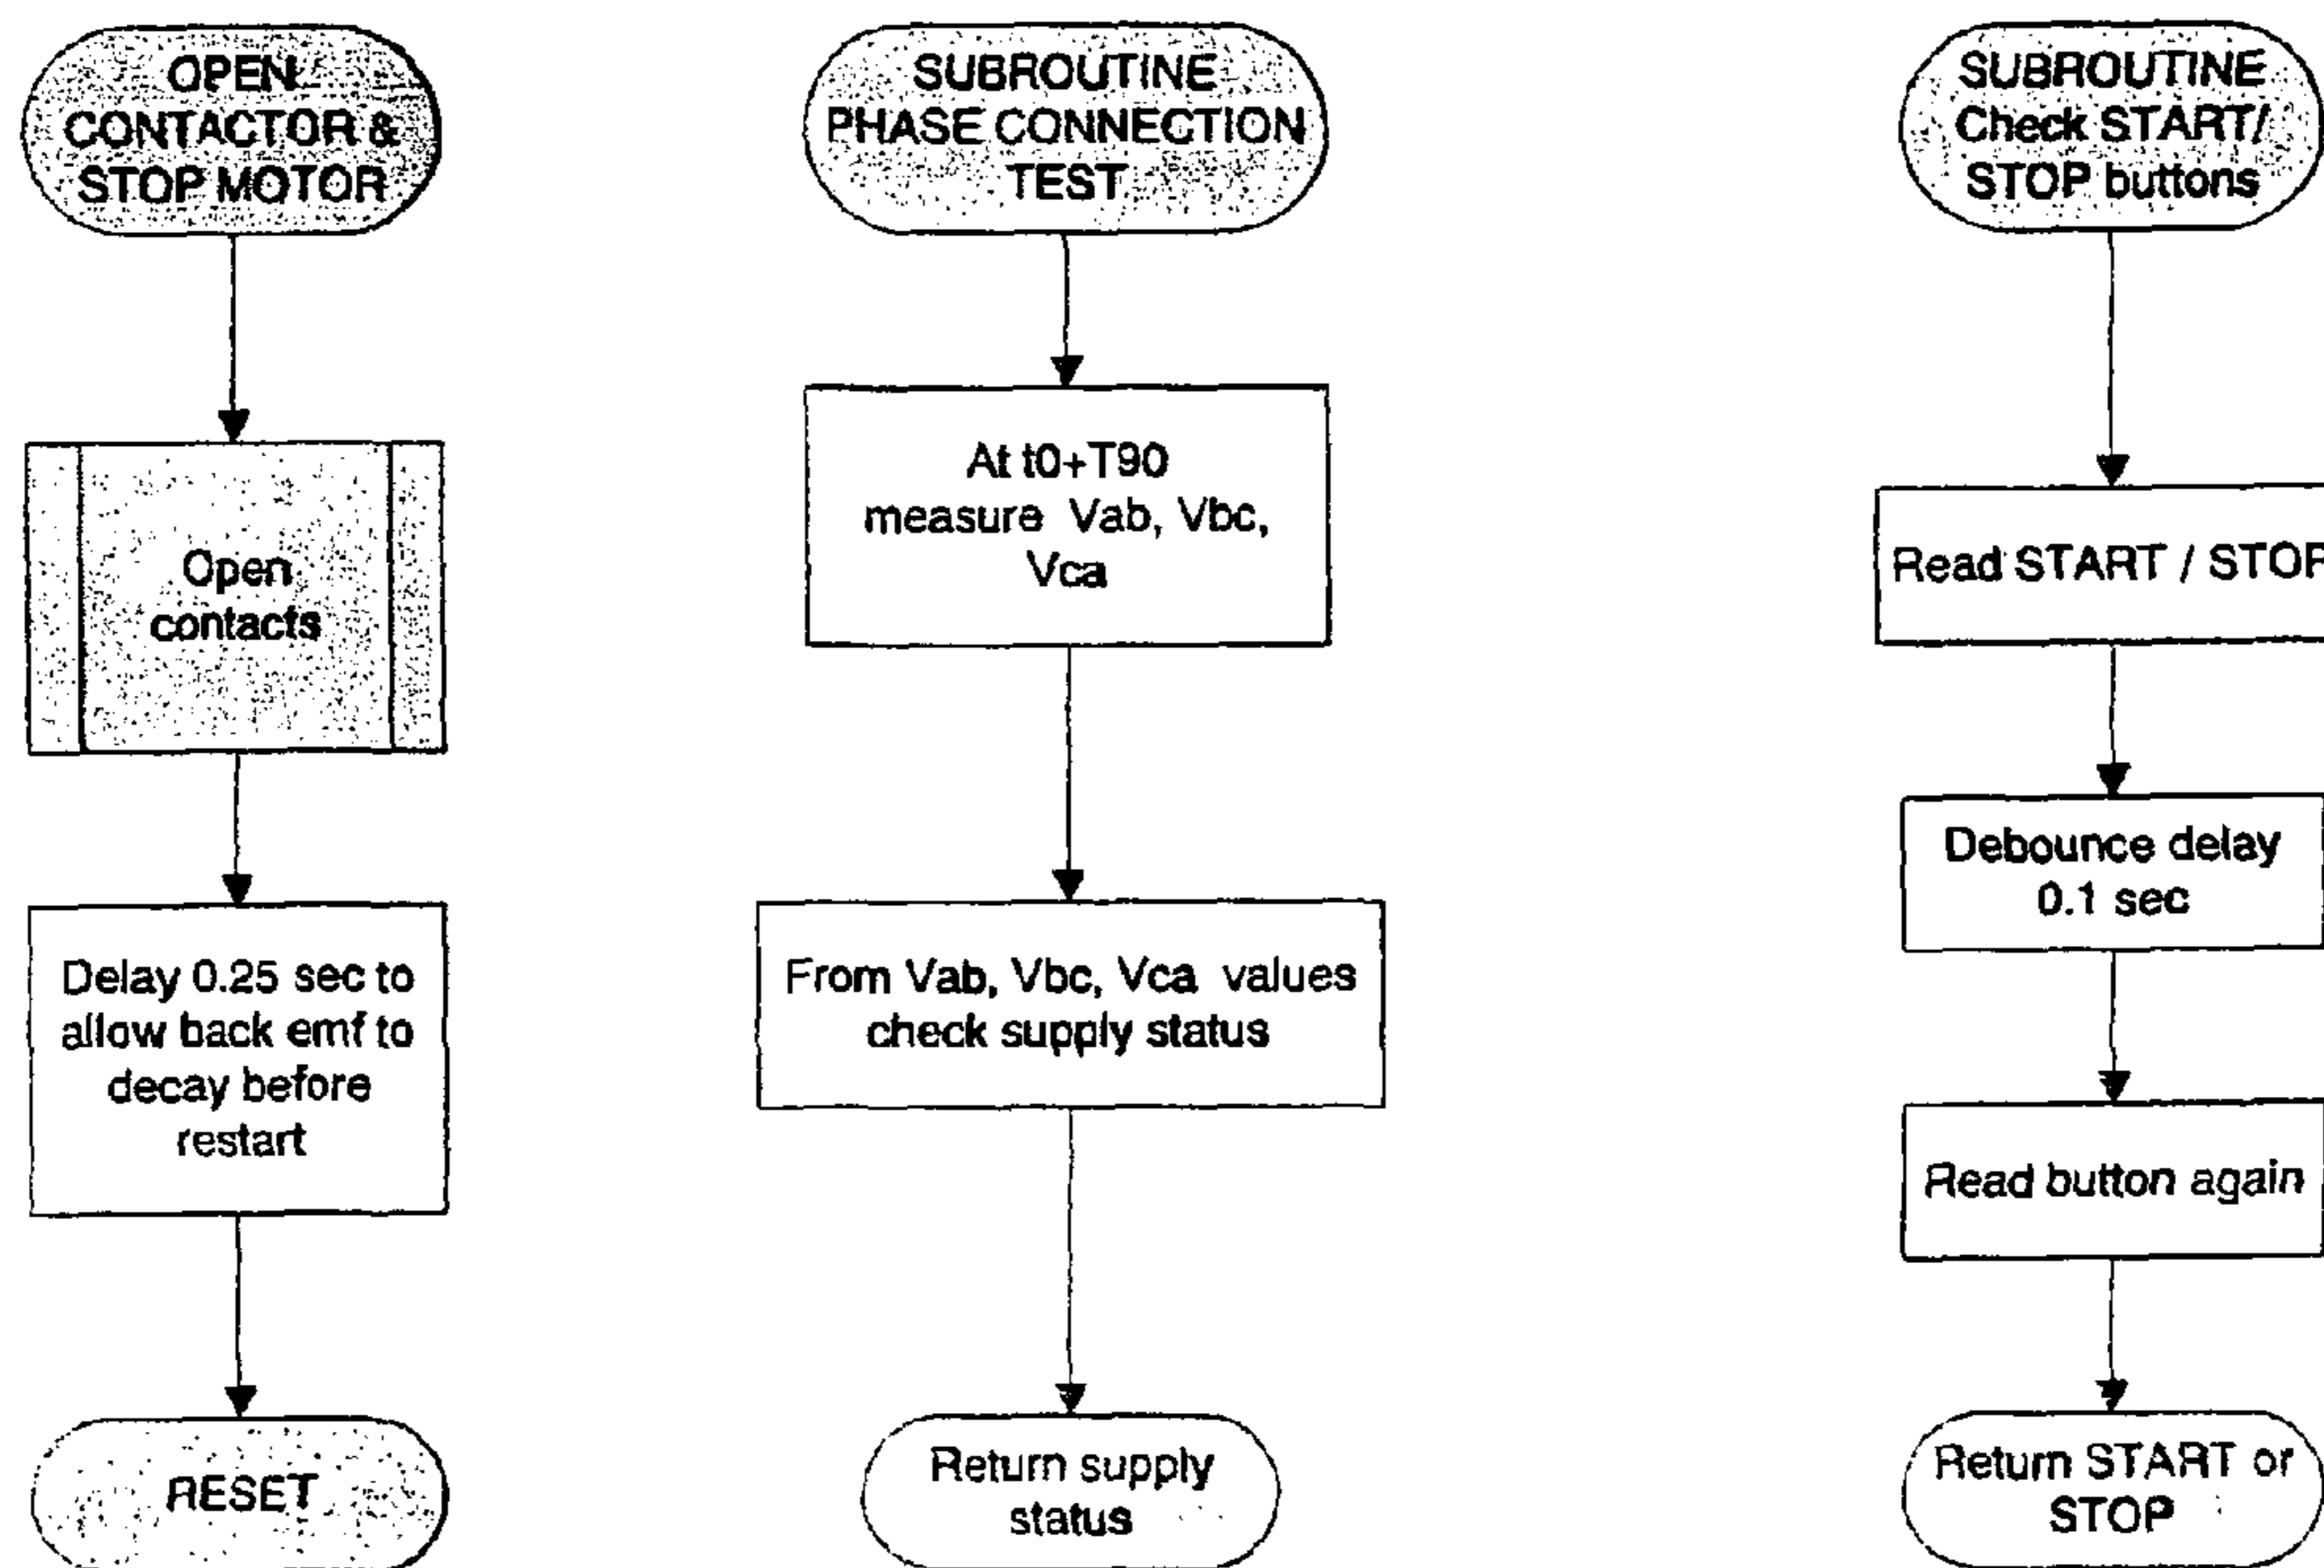 OPEN
CONTACTOR &
STOP MOTOR
Open
contacts
Delay 0.25 sec to
allow back emf to
decay before
restart
RESET
SUBROUTINE
PHASE CONNECTION
TEST
At t0+T90
measure Vab, Vbc,
Vca
From Vab, Vbc, Vca values
check supply status
Return supply
status
SUBROUTINE
Check START/
STOP buttons
Read START / STOP
Debounce delay
0.1 sec
Read button again
Return START or
STOP